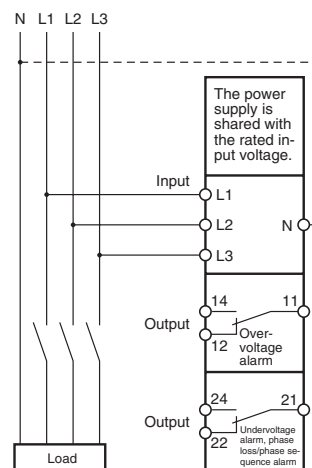 N L1 L2 L3
The power
supply is
shared with
the rated in-
put voltage.
Input
L1
L2
N
L3
14
11
Output
12
Over-
voltage
alarm
24
21
Output
22
Undervoltage
alarm, phase
loss/phase se-
quence alarm
Load